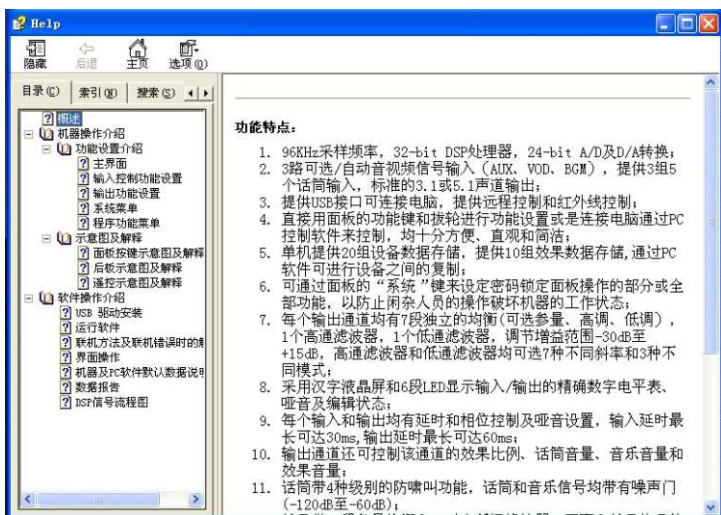 Help
隐藏 后退 主页 选项(O)
目录(C) 索引(N) 搜索(S)
概述
机器操作介绍
功能设置介绍
主界面
输入控制功能设置
输出功能设置
系统菜单
程序功能菜单
示意图及解释
面板按键示意图及解释
后板示意图及解释
遥控示意图及解释
软件操作介绍
USB 驱动安装
运行软件
联机方法及联机错误时的
界面操作
机器及PC软件默认数据说
数据报告
DSP信号流程图
功能特点:
1. 96KHz采样频率, 32-bit DSP处理器, 24-bit A/D及D/A转换;
2. 3路可选/自动音视频信号输入 (AUX、VOD、BGM) , 提供3组5
个话筒输入, 标准的3.1或5.1声道输出;
3. 提供USB接口可连接电脑, 提供远程控制和红外线控制;
4. 直接用面板的功能键和拨轮进行功能设置或是连接电脑通过PC
控制软件来控制, 均十分方便、直观和简洁;
5. 单机提供20组设备数据存储, 提供10组效果数据存储,通过PC
软件可进行设备之间的复制;
6. 可通过面板的“系统 ”键来设定密码锁定面板操作的部分或全
部功能, 以防止闲杂人员的操作破坏机器的工作状态;
7. 每个输出通道均有7段独立的均衡(可选参量、高调、低调) ,
1个高通滤波器, 1个低通滤波器, 调节增益范围-30dB至
+15dB, 高通滤波器和低通滤波器均可选7种不同斜率和3种不
同模式;
8. 采用汉字液晶屏和6段LED显示输入/输出的精确数字电平表、
哑音及编辑状态;
9. 每个输入和输出均有延时和相位控制及哑音设置, 输入延时最
长可达30ms,输出延时最长可达60ms;
10. 输出通道还可控制该通道的效果比例、话筒音量、音乐音量和
效果音量;
11. 话筒带4种级别的防啸叫功能, 话筒和音乐信号均带有噪声门
(-120dB至-60dB);